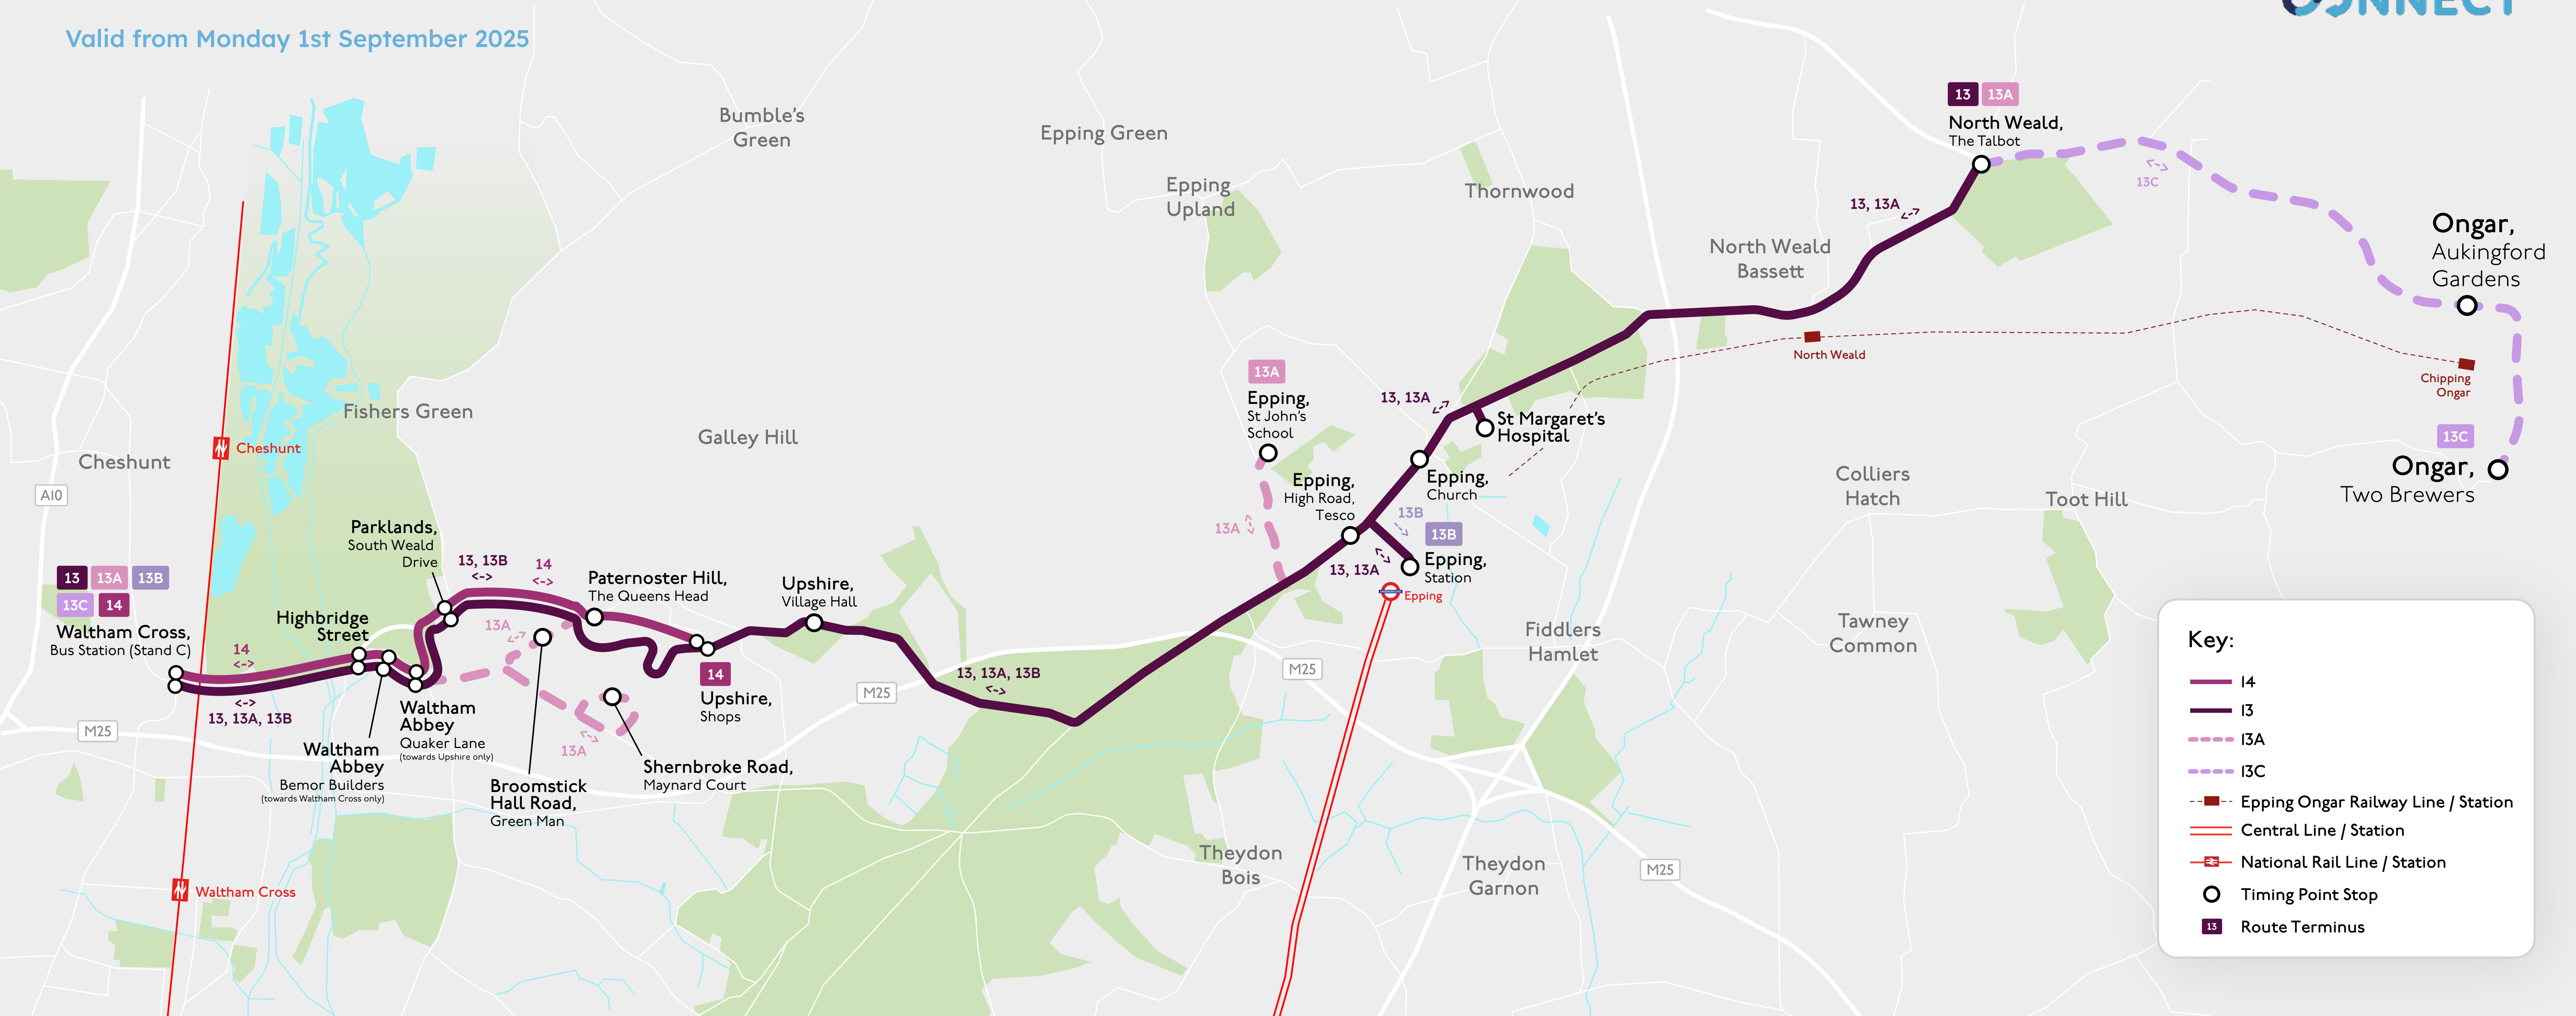 CONNECT
Valid from Monday 1st September 2025
Bumble's
Green
Epping Green
Epping
Upland
Thornwood
North Weald
Bassett
13 13A
North Weald,
The Talbot
13C
13, 13A
Ongar,
Aukingford
Gardens
North Weald
Chipping
Ongar
13C
Ongar,
Two Brewers
Fishers Green
Galley Hill
Cheshunt
Cheshunt
A10
13A
Epping,
St John's
School
13A
13, 13A
St Margaret's
Hospital
Epping,
Church
Epping,
High Road,
Tesco
13B
13B
Epping,
Station
13, 13A
Epping
Colliers
Hatch
Toot Hill
Tawney
Common
Fiddlers
Hamlet
Parklands,
South Weald
Drive
13, 13B
<->
14
<->
Paternoster Hill,
The Queens Head
Upshire,
Village Hall
13 13A 13B
13C 14
Waltham Cross,
Bus Station (Stand C)
Highbridge
Street
14
<->
<->
13, 13A, 13B
13A
14
Upshire,
Shops
13, 13A, 13B
M25
M25
M25
M25
Waltham
Abbey
Quaker Lane
(towards Upshire only)
Waltham
Abbey
Bemor Builders
(towards Waltham Cross only)
13A
Broomstick
Hall Road,
Green Man
Shernbroke Road,
Maynard Court
Waltham Cross
Theydon
Bois
Theydon
Garnon
Key:
14
13
13A
13C
Epping Ongar Railway Line / Station
Central Line / Station
National Rail Line / Station
Timing Point Stop
13 Route Terminus